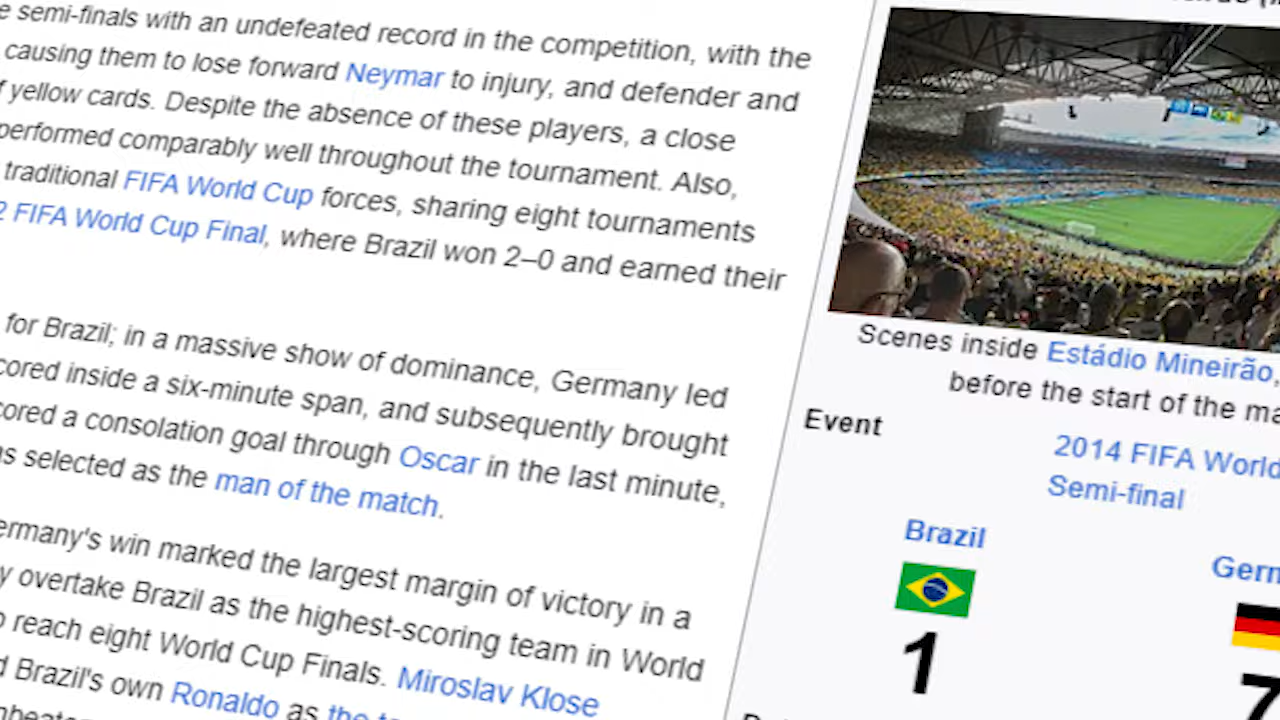 e semi-finals with an undefeated record in the competition, with the
causing them to lose forward Neymar to injury, and defender and
f yellow cards. Despite the absence of these players, a close
performed comparably well throughout the tournament. Also,
traditional FIFA World Cup forces, sharing eight tournaments
2 FIFA World Cup Final, where Brazil won 2–0 and earned their
for Brazil; in a massive show of dominance, Germany led
cored inside a six-minute span, and subsequently brought
cored a consolation goal through Oscar in the last minute,
as selected as the man of the match.
ermany's win marked the largest margin of victory in a
y overtake Brazil as the highest-scoring team in World
o reach eight World Cup Finals. Miroslav Klose
d Brazil's own Ronaldo as the to
Scenes inside Estádio Mineirão,
before the start of the ma
Event
2014 FIFA World
Semi-final
Brazil
Germ
1
7